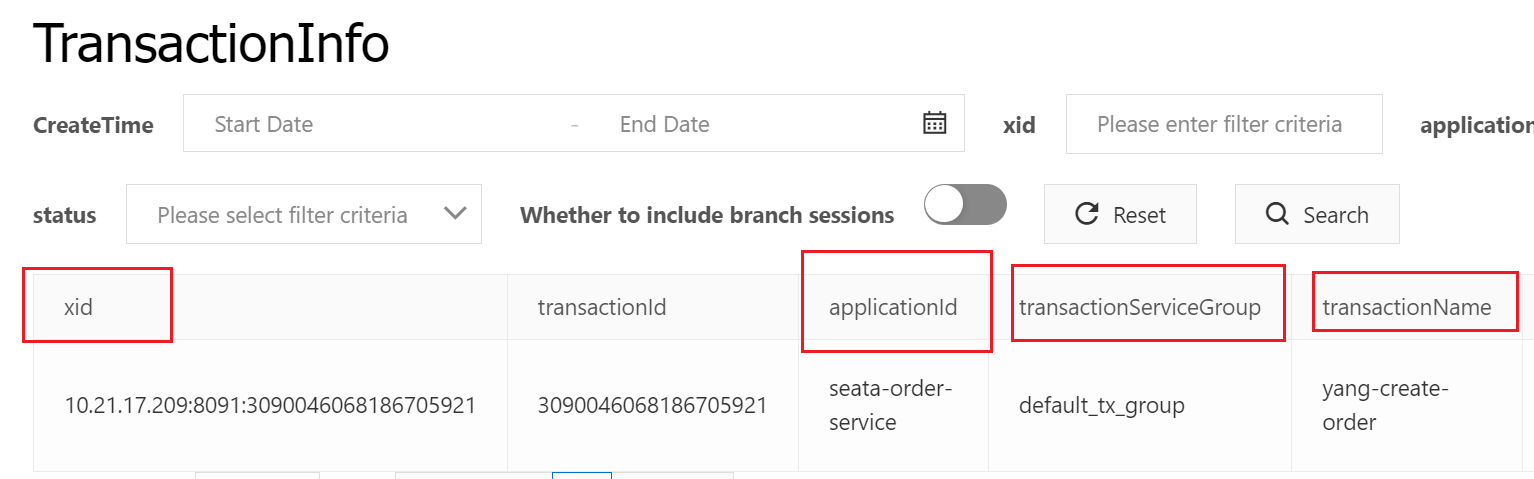 TransactionInfo
CreateTime Start Date - End Date xid Please enter filter criteria application
status Please select filter criteria Whether to include branch sessions Reset Search
xid transactionId applicationId transactionServiceGroup transactionName
10.21.17.209:8091:3090046068186705921 3090046068186705921 seata-order- default_tx_group yang-create-
service order